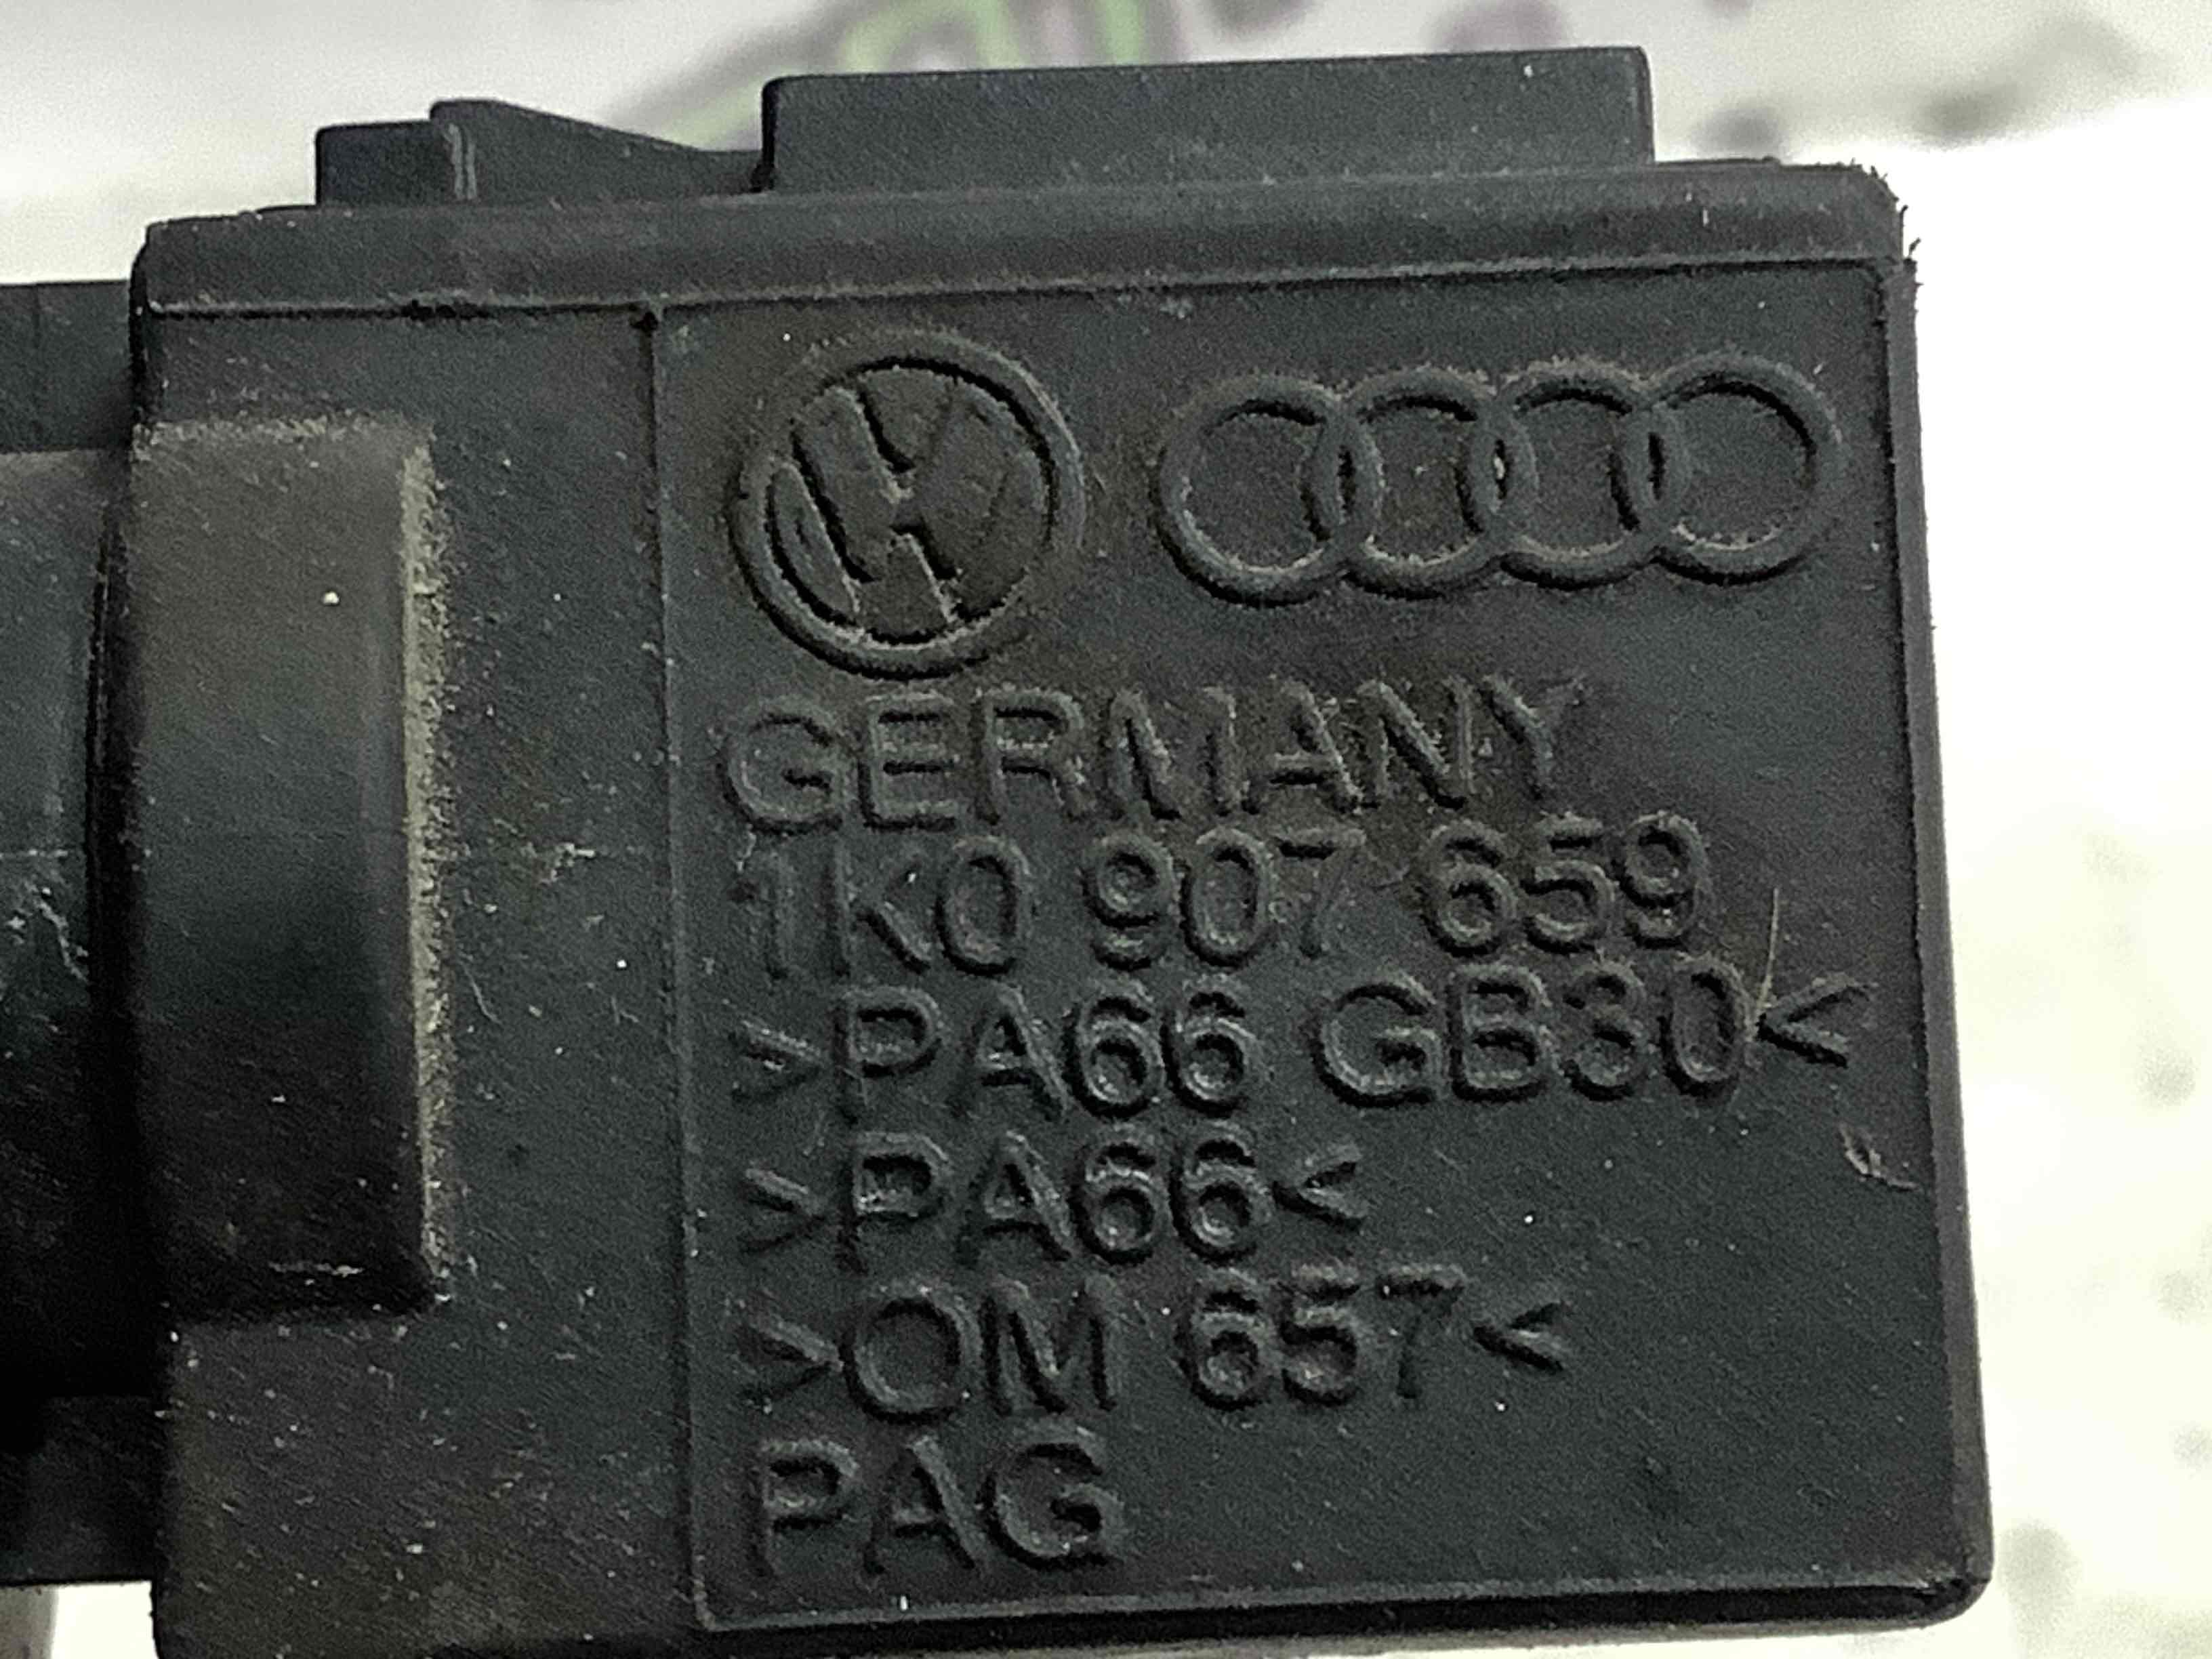 GERMANY
1K0 907 659
>PA66 GB30<
>PA66<
>OM 657<
PAG